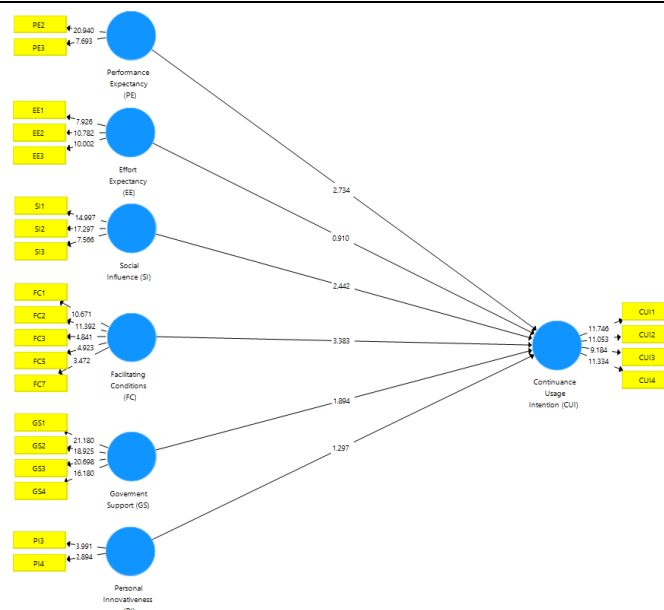 PE2
20.940
PE3
7.693
Performance
Expectancy
(PE)
EE1
7.926
EE2
10.782
EE3
10.002
Effort
Expectancy
(EE)
SI1
14.997
SI2
17.297
SI3
7.566
Social
Influence (SI)
FC1
10.671
FC2
11.392
FC3
4.841
FC5
4.923
FC7
3.472
Facilitating
Conditions
(FC)
GS1
21.180
GS2
18.925
GS3
20.698
GS4
16.180
Goverment
Support (GS)
PI3
3.991
PI4
2.894
Personal
Innovativeness
(PI)
2.734
0.910
2.442
3.383
1.894
1.297
Continuance
Usage
Intention (CUI)
11.746
CUI1
11.053
CUI2
9.184
CUI3
11.334
CUI4